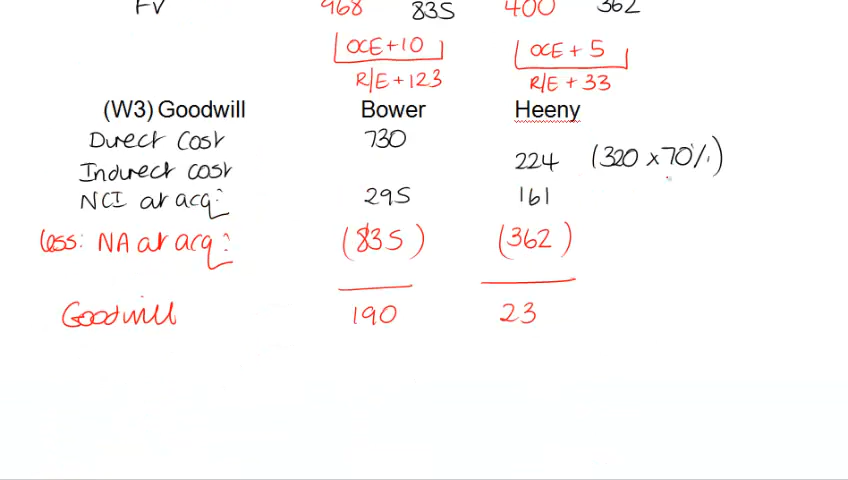 FV 968 835 400 362
OCE+10 OCE + 5
R/E+123 R/E + 33
(W3) Goodwill Bower Heeny
Direct Cost 730
Indirect cost 224 (320 x 70%)
NCI at acq: 295 161
less: NA at acq: (835) (362)
Goodwill 190 23